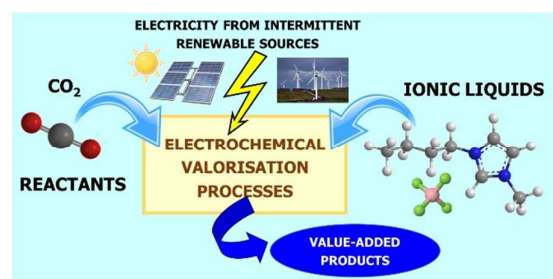 ELECTRICITY FROM INTERMITTENT
RENEWABLE SOURCES
CO₂
IONIC LIQUIDS
ELECTROCHEMICAL
VALORISATION
PROCESSES
REACTANTS
VALUE-ADDED
PRODUCTS